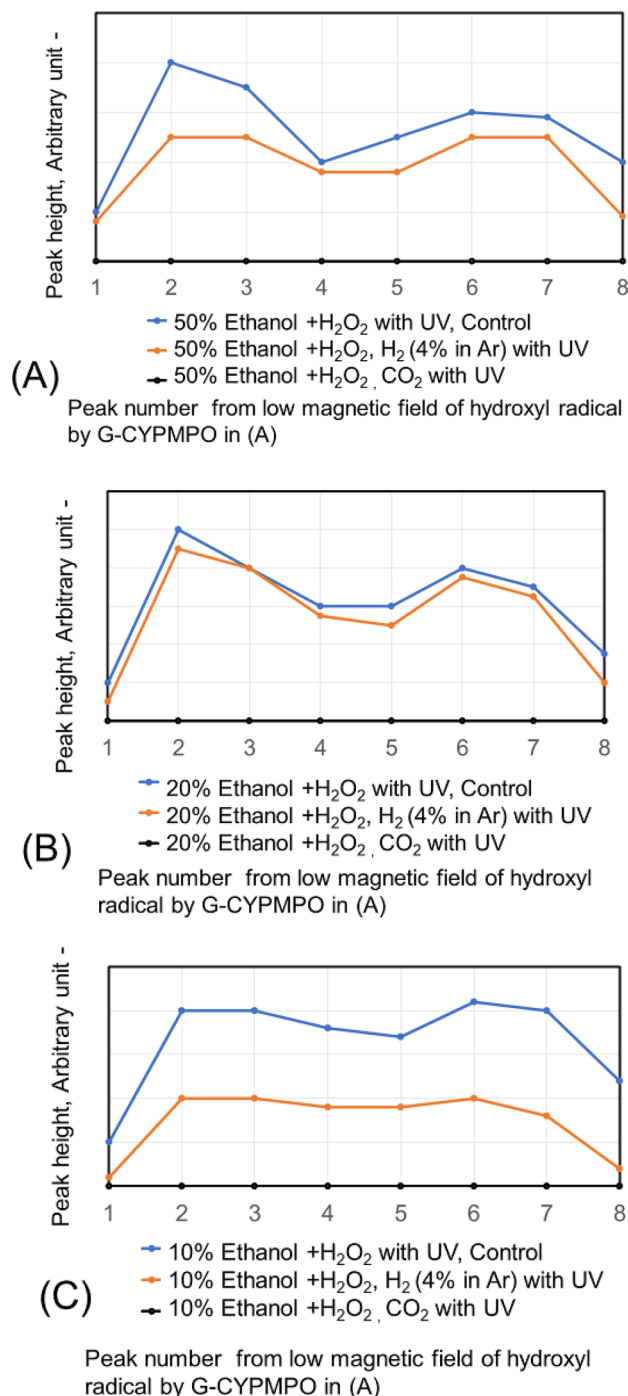 Peak height, Arbitrary unit -
1 2 3 4 5 6 7 8
50% Ethanol +H₂O₂ with UV, Control
50% Ethanol +H₂O₂, H₂ (4% in Ar) with UV
50% Ethanol +H₂O₂ , CO₂ with UV
(A)
Peak number from low magnetic field of hydroxyl radical
by G-CYPMPO in (A)
Peak height, Arbitrary unit -
1 2 3 4 5 6 7 8
20% Ethanol +H₂O₂ with UV, Control
20% Ethanol +H₂O₂, H₂ (4% in Ar) with UV
20% Ethanol +H₂O₂ , CO₂ with UV
(B)
Peak number from low magnetic field of hydroxyl
radical by G-CYPMPO in (A)
Peak height, Arbitrary unit -
1 2 3 4 5 6 7 8
10% Ethanol +H₂O₂ with UV, Control
10% Ethanol +H₂O₂, H₂ (4% in Ar) with UV
10% Ethanol +H₂O₂ , CO₂ with UV
(C)
Peak number from low magnetic field of hydroxyl
radical by G-CYPMPO in (A)